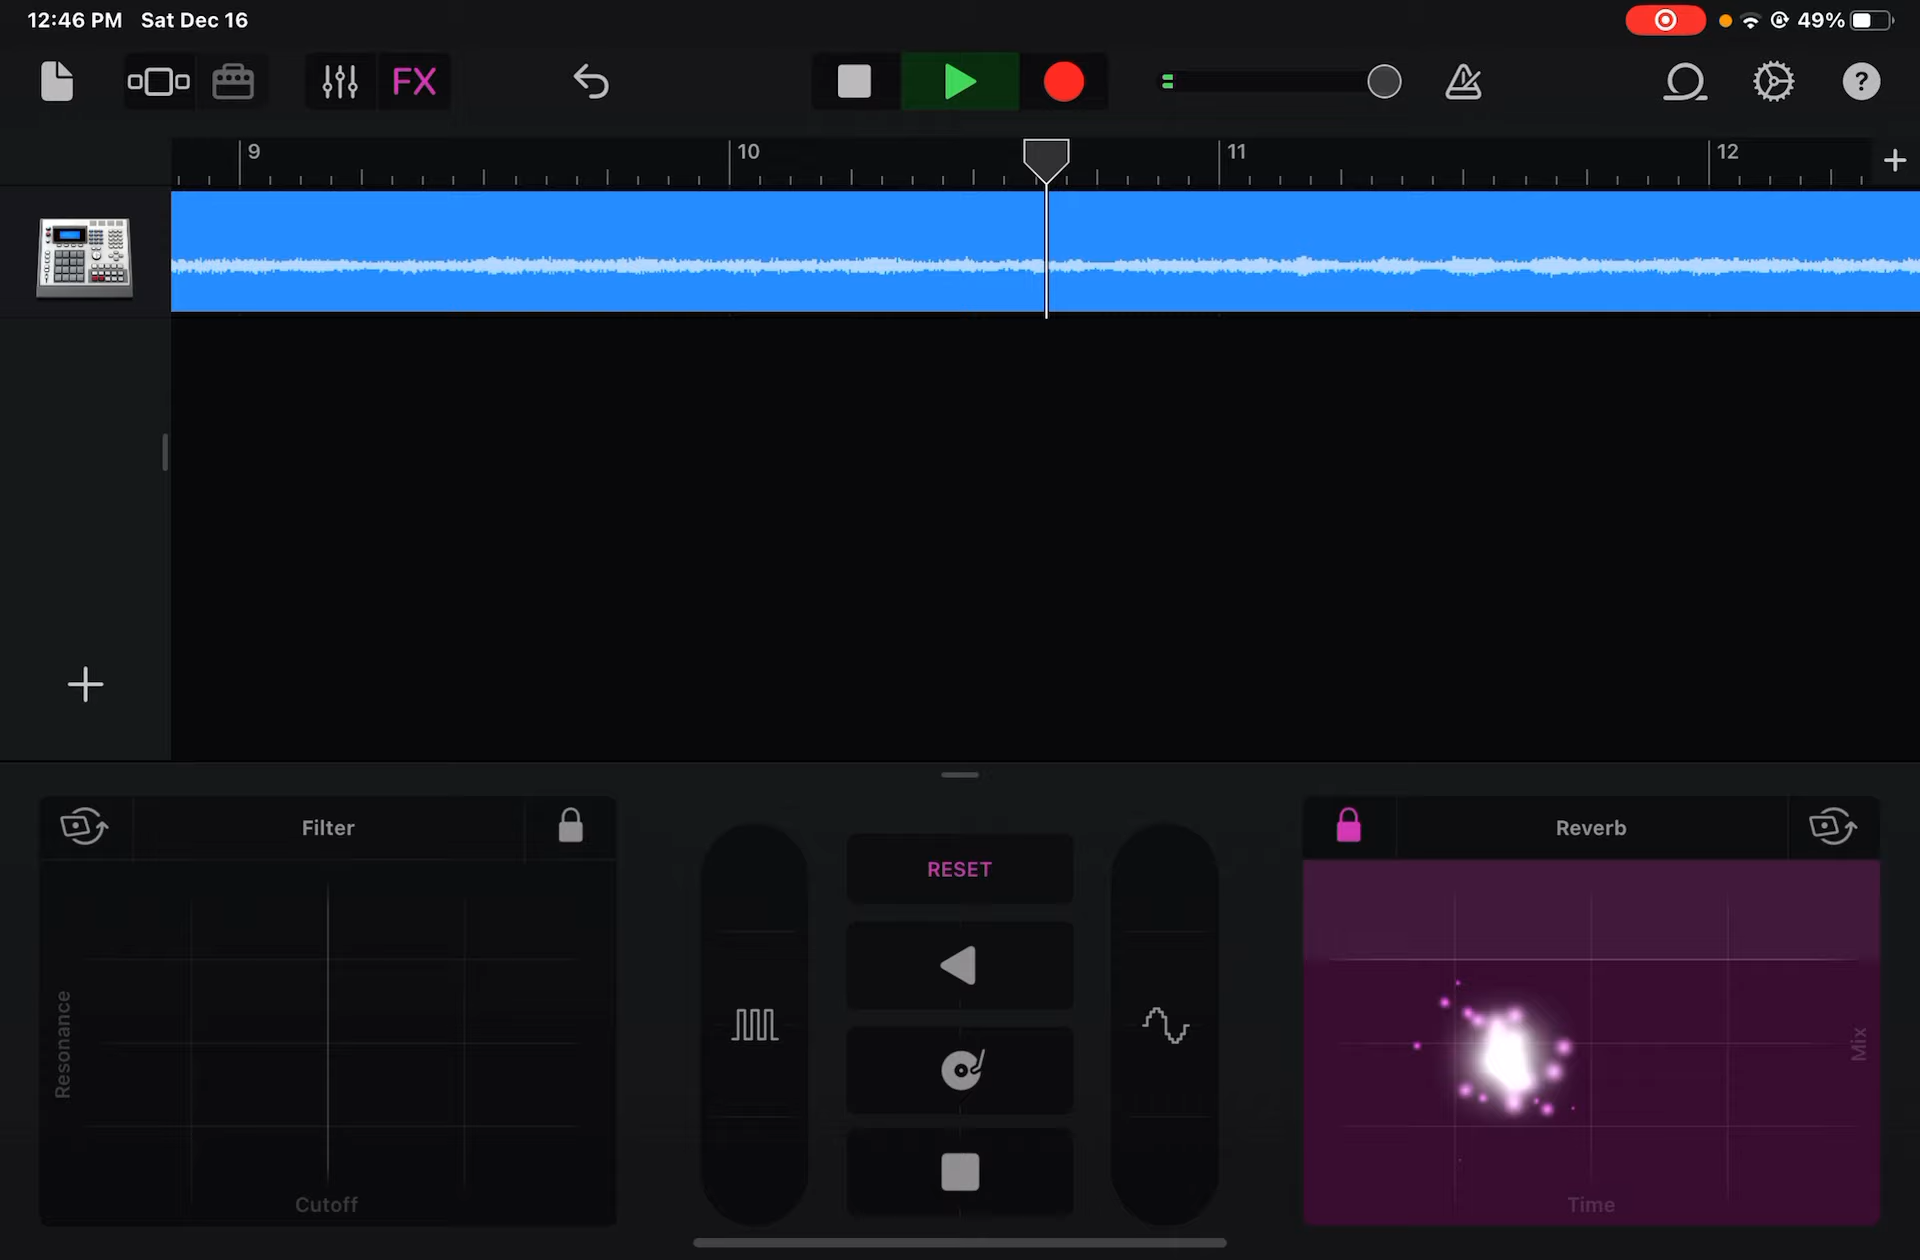 12:46 PM Sat Dec 16
49%
FX
?
9
10
11
12
Filter
RESET
Reverb
Resonance
Mix
Cutoff
Time